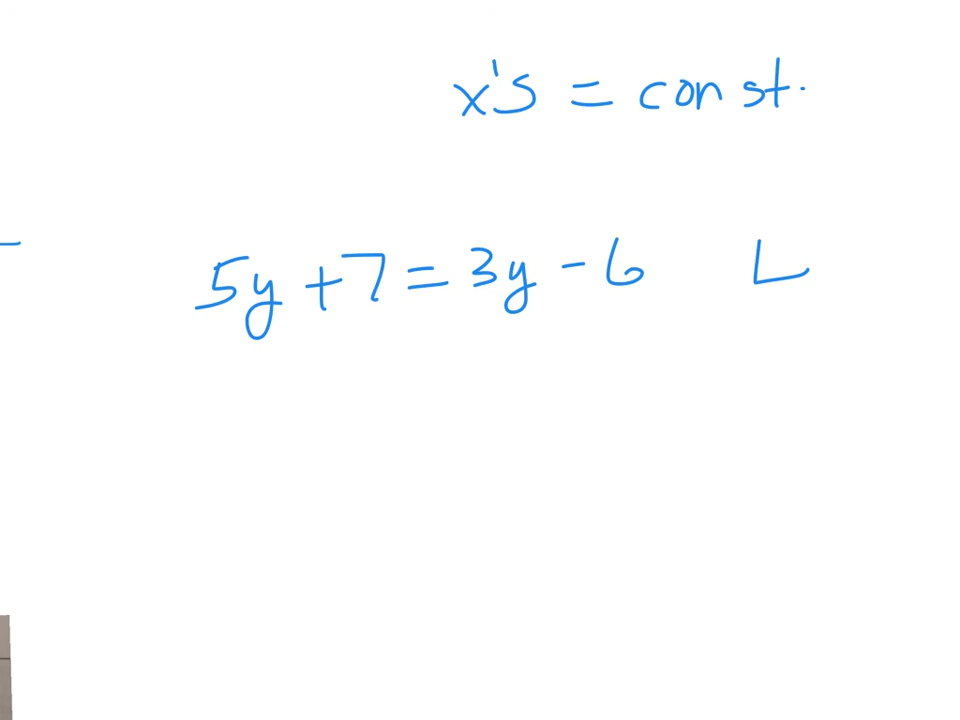 x's = const.
5y + 7 = 3y - 6 L